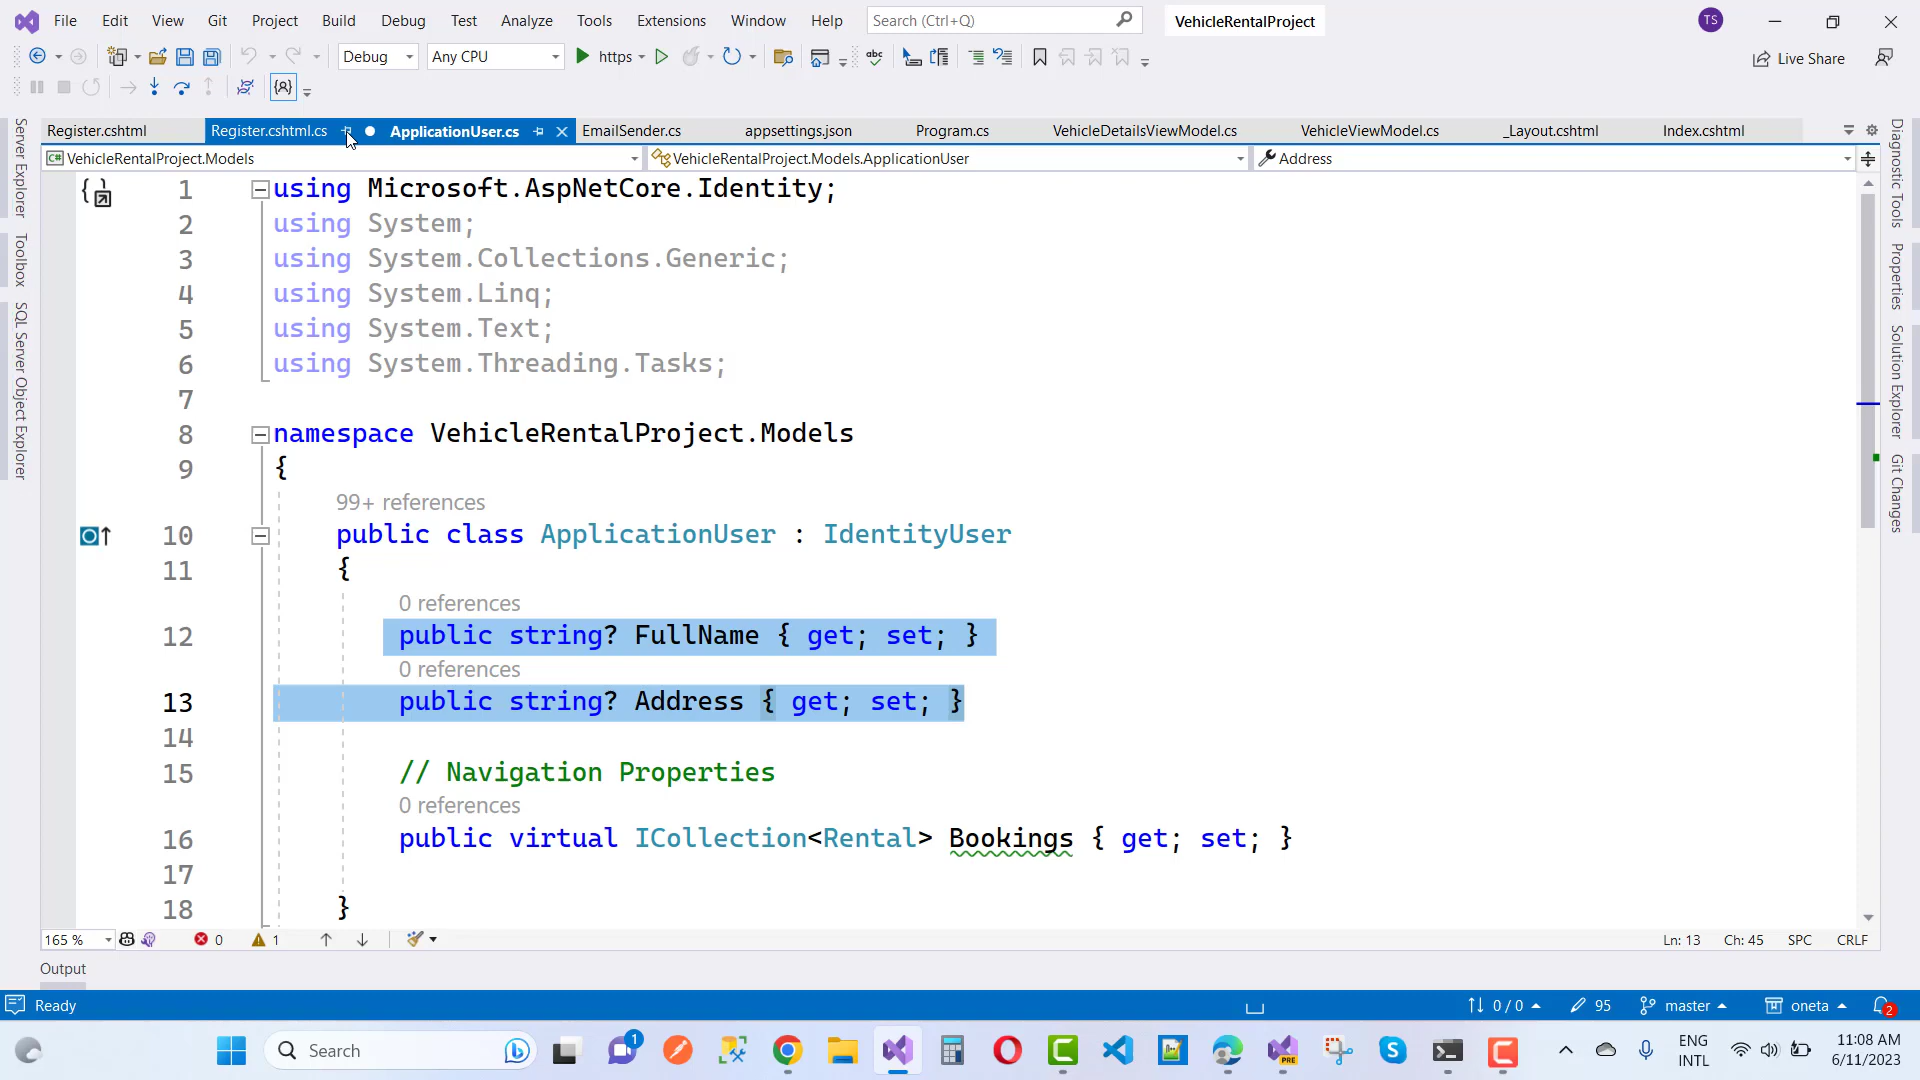 File Edit View Git Project Build Debug Test Analyze Tools Extensions Window Help Search (Ctrl+Q) VehicleRentalProject TS
Debug Any CPU https Live Share
Register.cshtml Register.cshtml.cs ApplicationUser.cs EmailSender.cs appsettings.json Program.cs VehicleDetailsViewModel.cs VehicleViewModel.cs _Layout.cshtml Index.cshtml
VehicleRentalProject.Models VehicleRentalProject.Models.ApplicationUser Address
Server Explorer
Toolbox
SQL Server Object Explorer
1 using Microsoft.AspNetCore.Identity;
2 using System;
3 using System.Collections.Generic;
4 using System.Linq;
5 using System.Text;
6 using System.Threading.Tasks;
7
8 namespace VehicleRentalProject.Models
9 {
99+ references
10 public class ApplicationUser : IdentityUser
11 {
0 references
12 public string? FullName { get; set; }
0 references
13 public string? Address { get; set; }
14
15 // Navigation Properties
0 references
16 public virtual ICollection<Rental> Bookings { get; set; }
17
18 }
Diagnostic Tools
Properties
Solution Explorer
Git Changes
165 % 0 1 Ln: 13 Ch: 45 SPC CRLF
Output
Ready 0 / 0 95 master oneta 2
Search 1 PRE ENG INTL 11:08 AM
6/11/2023